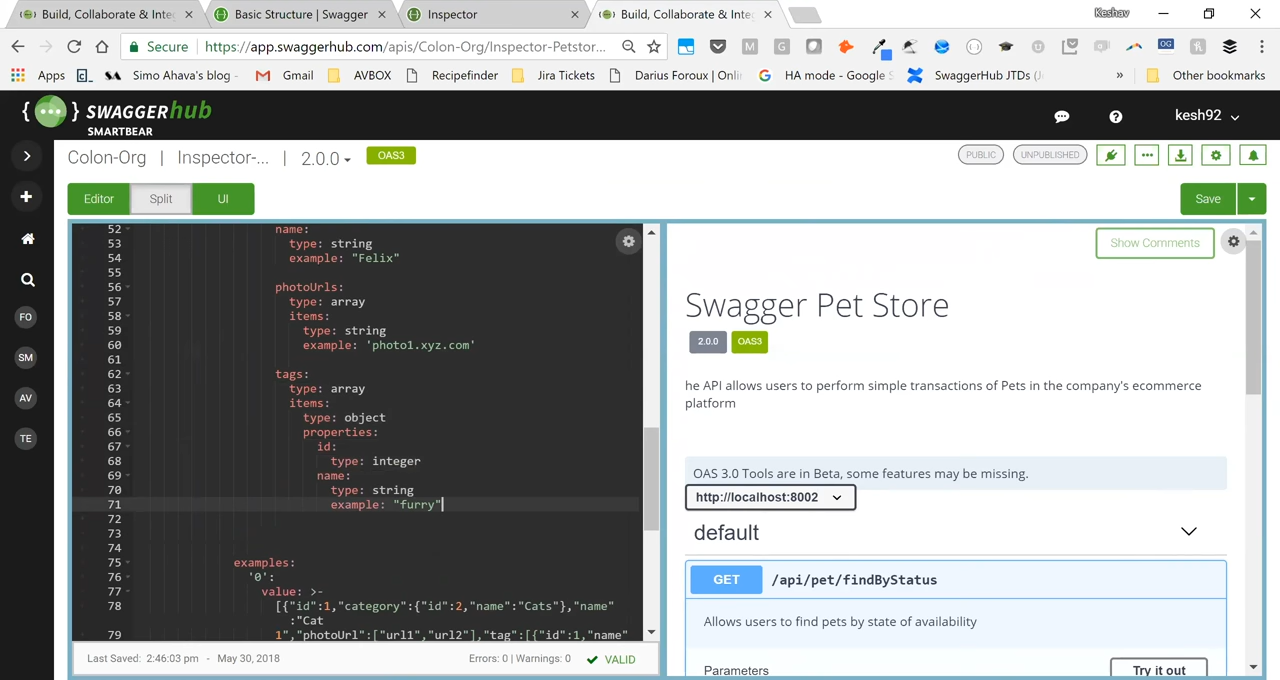 Build, Collaborate & Inte
Basic Structure | Swagger
Inspector
Build, Collaborate & Inte
Keshav
Secure
https://app.swaggerhub.com/apis/Colon-Org/Inspector-Petstor...
Apps
Simo Ahava's blog
Gmail
AVBOX
Recipefinder
Jira Tickets
Darius Foroux | Onli
HA mode - Google S
SwaggerHub JTDs (J
»
Other bookmarks
SWAGGERhub
SMARTBEAR
kesh92
Colon-Org | Inspector-... | 2.0.0
OAS3
PUBLIC
UNPUBLISHED
Editor
Split
UI
Save
FO
SM
AV
TE
52 name:
53 type: string
54 example: "Felix"
55
56 photoUrls:
57 type: array
58 items:
59 type: string
60 example: 'photo1.xyz.com'
61
62 tags:
63 type: array
64 items:
65 type: object
66 properties:
67 id:
68 type: integer
69 name:
70 type: string
71 example: "furry"
72
73
74
75 examples:
76 '0':
77 value: >-
78 [{"id":1,"category":{"id":2,"name":"Cats"},"name"
:"Cat
79 1","photoUrl":["url1","url2"],"tag":[{"id":1,"name"
Last Saved: 2:46:03 pm - May 30, 2018
Errors: 0 | Warnings: 0
VALID
Show Comments
Swagger Pet Store
2.0.0
OAS3
he API allows users to perform simple transactions of Pets in the company's ecommerce
platform
OAS 3.0 Tools are in Beta, some features may be missing.
http://localhost:8002
default
GET
/api/pet/findByStatus
Allows users to find pets by state of availability
Parameters
Try it out